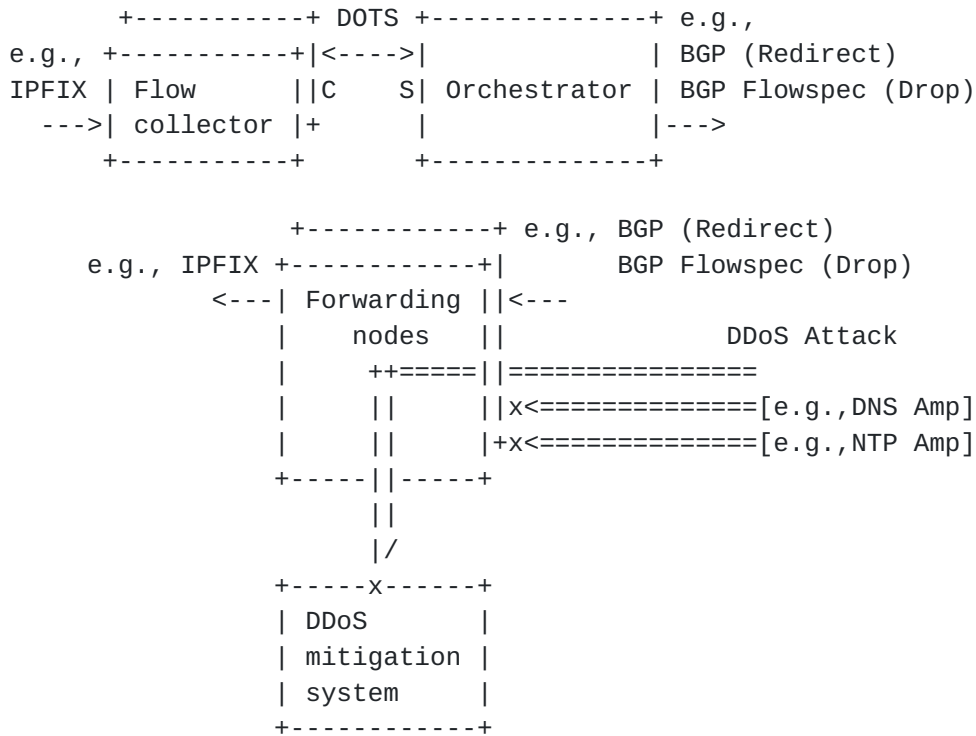 +-----------+ DOTS +--------------+ e.g.,
e.g., +-----------+|<---->|              | BGP (Redirect)
IPFIX | Flow      ||C    S| Orchestrator | BGP Flowspec (Drop)
  --->| collector |+      |              |--->
      +-----------+       +--------------+

                  +------------+ e.g., BGP (Redirect)
     e.g., IPFIX +------------+|       BGP Flowspec (Drop)
             <---| Forwarding ||<---
                 |    nodes   ||              DDoS Attack
                 |     ++=====||================
                 |     ||     ||x<==============[e.g.,DNS Amp]
                 |     ||     |+x<==============[e.g.,NTP Amp]
                 +-----||-----+
                       ||
                       |/
                 +-----x------+
                 | DDoS       |
                 | mitigation |
                 | system     |
                 +------------+